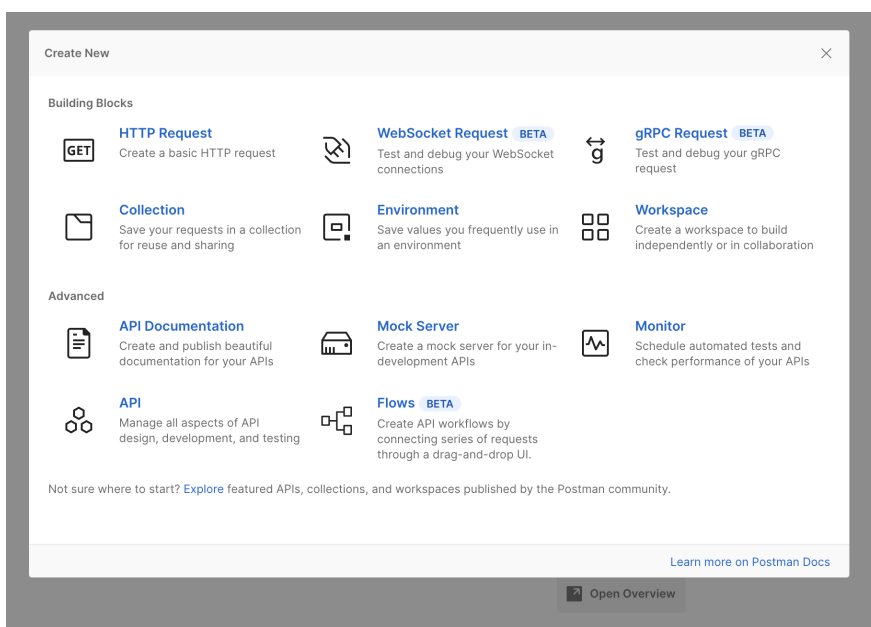 Create New
Building Blocks
GET
HTTP Request
Create a basic HTTP request
WebSocket Request BETA
Test and debug your WebSocket
connections
g
gRPC Request BETA
Test and debug your gRPC
request
Collection
Save your requests in a collection
for reuse and sharing
Environment
Save values you frequently use in
an environment
Workspace
Create a workspace to build
independently or in collaboration
Advanced
API Documentation
Create and publish beautiful
documentation for your APIs
Mock Server
Create a mock server for your in-
development APIs
Monitor
Schedule automated tests and
check performance of your APIs
API
Manage all aspects of API
design, development, and testing
Flows BETA
Create API workflows by
connecting series of requests
through a drag-and-drop UI.
Not sure where to start? Explore featured APIs, collections, and workspaces published by the Postman community.
Learn more on Postman Docs
Open Overview